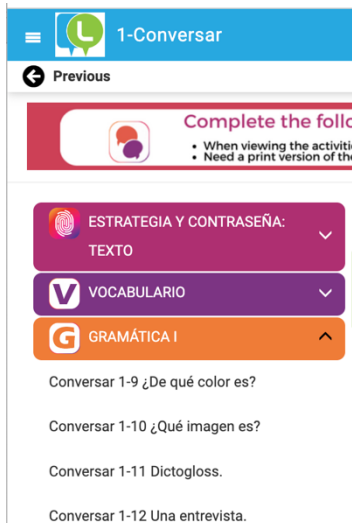 L
1-Conversar
Previous
Complete the follo
• When viewing the activiti
• Need a print version of the
ESTRATEGIA Y CONTRASEÑA:
TEXTO
V VOCABULARIO
G GRAMÁTICA I
Conversar 1-9 ¿De qué color es?
Conversar 1-10 ¿Qué imagen es?
Conversar 1-11 Dictogloss.
Conversar 1-12 Una entrevista.